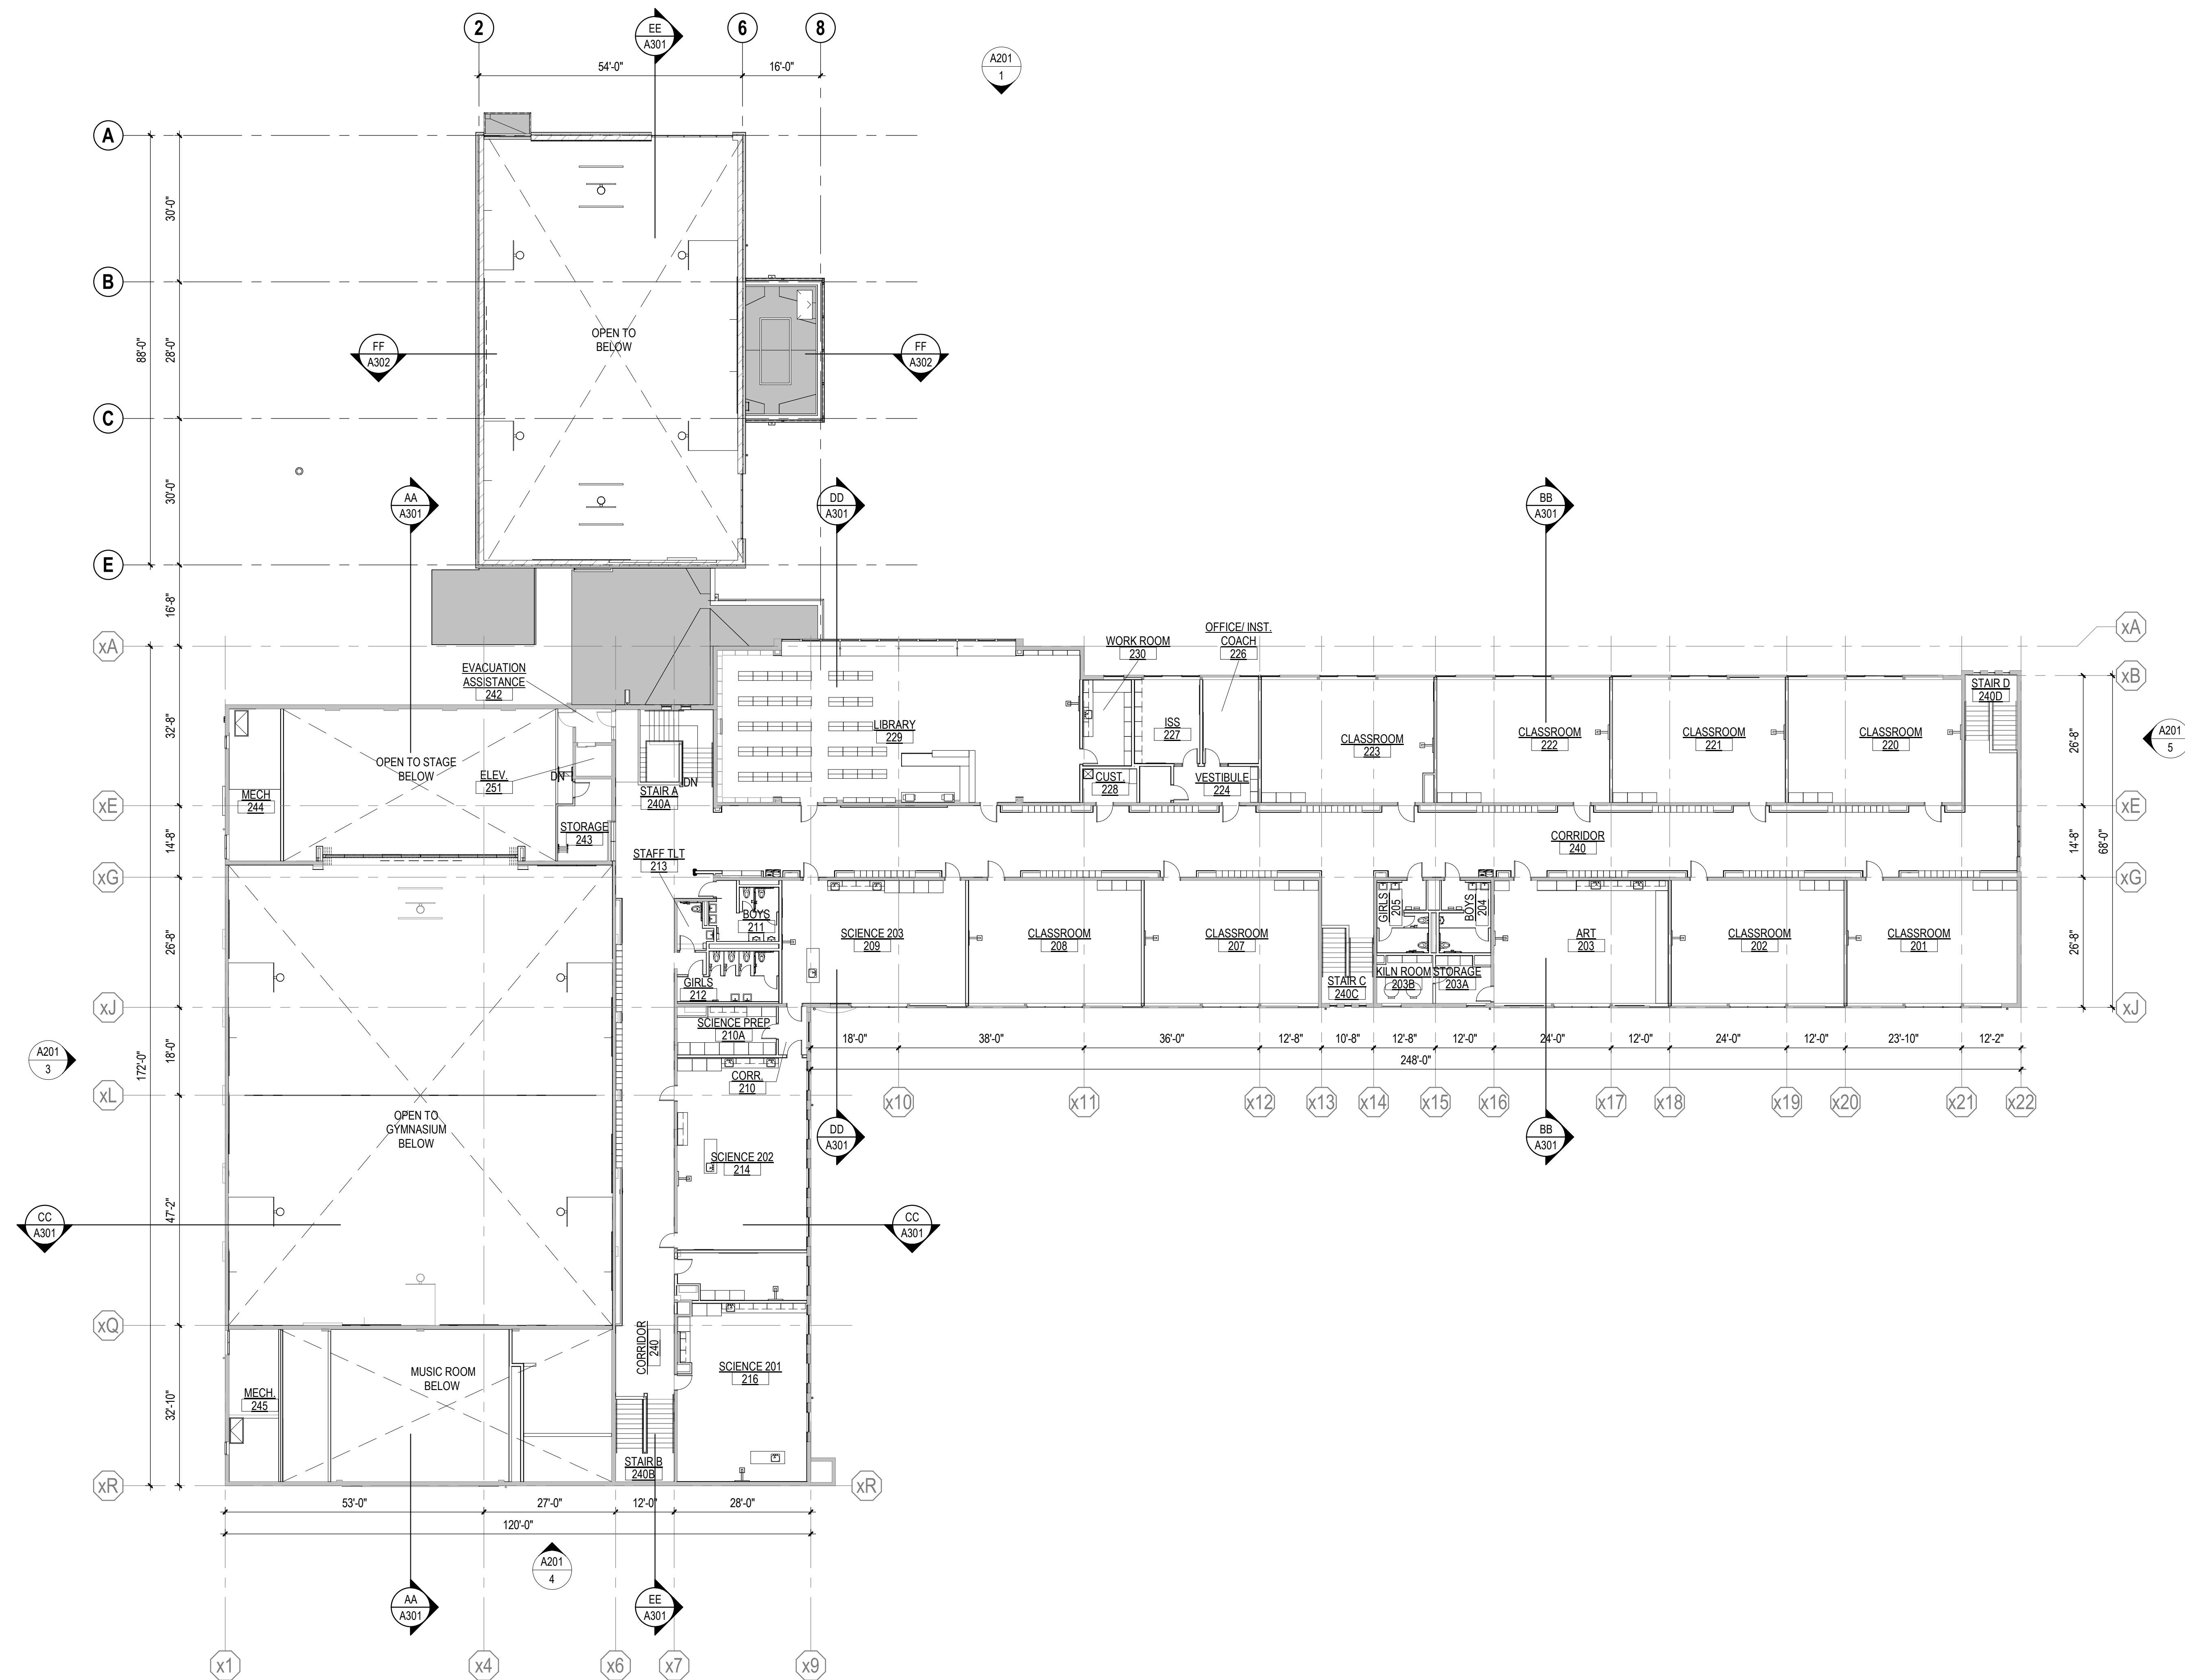 2
6
8
EE
A301
54'-0"
16'-0"
A201
1
A
30'-0"
B
OPEN TO
BELOW
88'-0"
28'-0"
FF
A302
FF
A302
C
30'-0"
AA
A301
DD
A301
BB
A301
E
16'-8"
xA
xA
OFFICE/ INST.
COACH
226
WORK ROOM
230
EVACUATION
ASSISTANCE
242
xB
STAIR D
240D
32'-8"
LIBRARY
229
ISS
227
CLASSROOM
223
CLASSROOM
222
CLASSROOM
221
CLASSROOM
220
A201
5
26'-8"
OPEN TO STAGE
BELOW
ELEV.
251
DN
DN
STAIR A
240A
CUST.
228
VESTIBULE
224
MECH
244
xE
xE
STORAGE
243
CORRIDOR
240
14'-8"
14'-8"
68'-0"
STAFF TLT
213
xG
xG
BOYS
211
GIRLS
205
BOYS
204
SCIENCE 203
209
CLASSROOM
208
CLASSROOM
207
ART
203
CLASSROOM
202
CLASSROOM
201
26'-8"
26'-8"
GIRLS
212
STAIR C
240C
KILN ROOM
203B
STORAGE
203A
xJ
xJ
SCIENCE PREP
210A
18'-0"
38'-0"
36'-0"
12'-8"
10'-8"
12'-8"
12'-0"
24'-0"
12'-0"
24'-0"
12'-0"
23'-10"
12'-2"
248'-0"
A201
3
172'-0"
18'-0"
CORR.
210
xL
x10
x11
x12
x13
x14
x15
x16
x17
x18
x19
x20
x21
x22
OPEN TO
GYMNASIUM
BELOW
DD
A301
BB
A301
SCIENCE 202
214
47'-2"
CC
A301
CC
A301
xQ
CORRIDOR
240
MUSIC ROOM
BELOW
SCIENCE 201
216
MECH.
245
32'-10"
STAIR B
240B
xR
xR
53'-0"
27'-0"
12'-0"
28'-0"
120'-0"
A201
4
AA
A301
EE
A301
x1
x4
x6
x7
x9